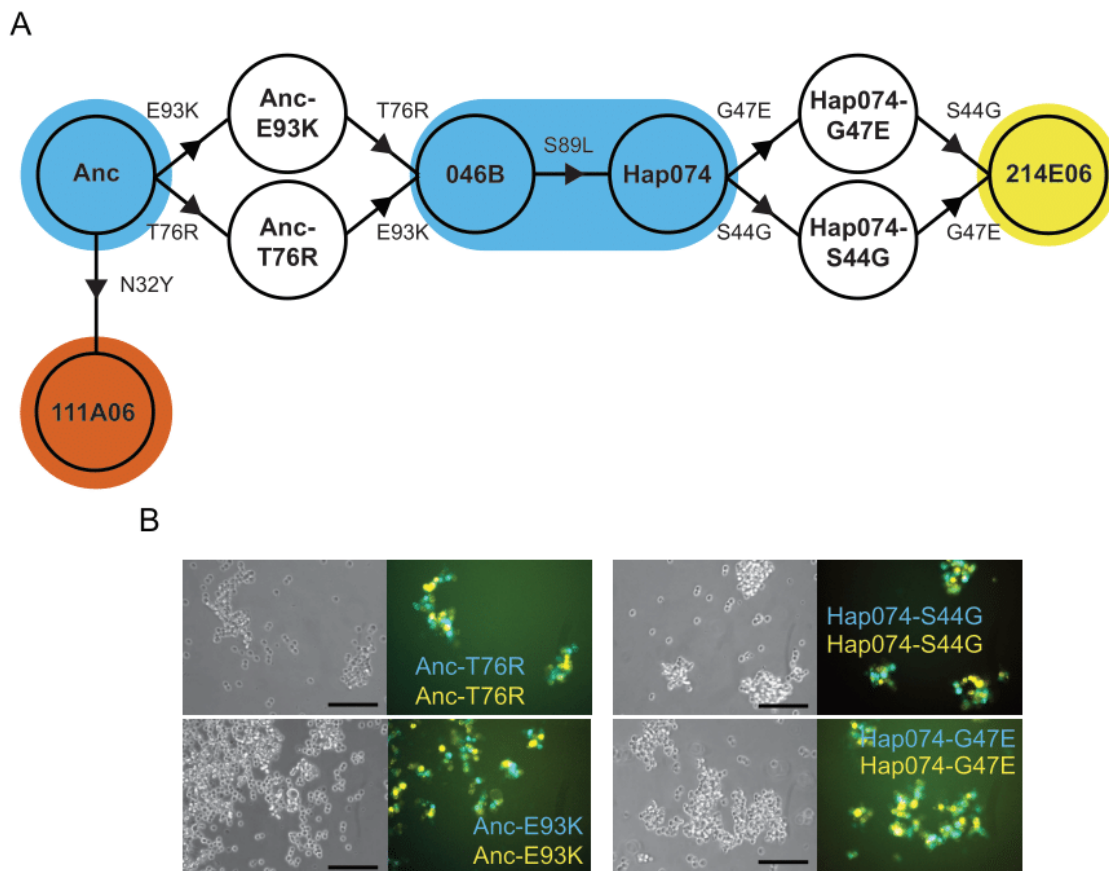 A
E93K
Anc-
E93K
T76R
G47E
Hap074-
G47E
S44G
Anc
046B
S89L
Hap074
214E06
T76R
Anc-
T76R
E93K
S44G
Hap074-
S44G
G47E
N32Y
111A06
B
Anc-T76R
Anc-T76R
Hap074-S44G
Hap074-S44G
Anc-E93K
Anc-E93K
Hap074-G47E
Hap074-G47E